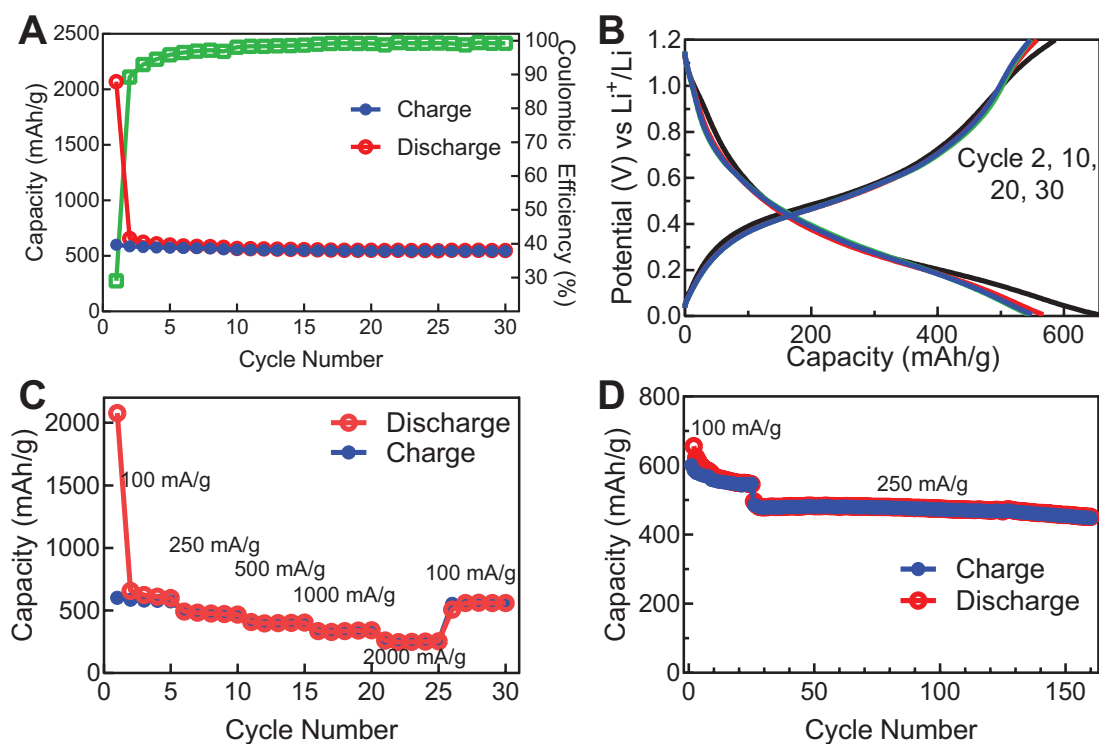 A
2500
2000
1500
1000
500
0
Capacity (mAh/g)
0 5 10 15 20 25 30
Cycle Number
100
90
80
70
60
50
40
30
Coulombic Efficiency (%)
Charge
Discharge
B
1.2
1.0
0.8
0.6
0.4
0.2
0.0
Potential (V) vs Li⁺/Li
0 200 400 600
Capacity (mAh/g)
Cycle 2, 10,
20, 30
C
2000
1500
1000
500
0
Capacity (mAh/g)
0 5 10 15 20 25 30
Cycle Number
Discharge
Charge
100 mA/g
250 mA/g
500 mA/g
1000 mA/g
2000 mA/g
100 mA/g
D
800
600
400
200
0
Capacity (mAh/g)
0 50 100 150
Cycle Number
100 mA/g
250 mA/g
Charge
Discharge